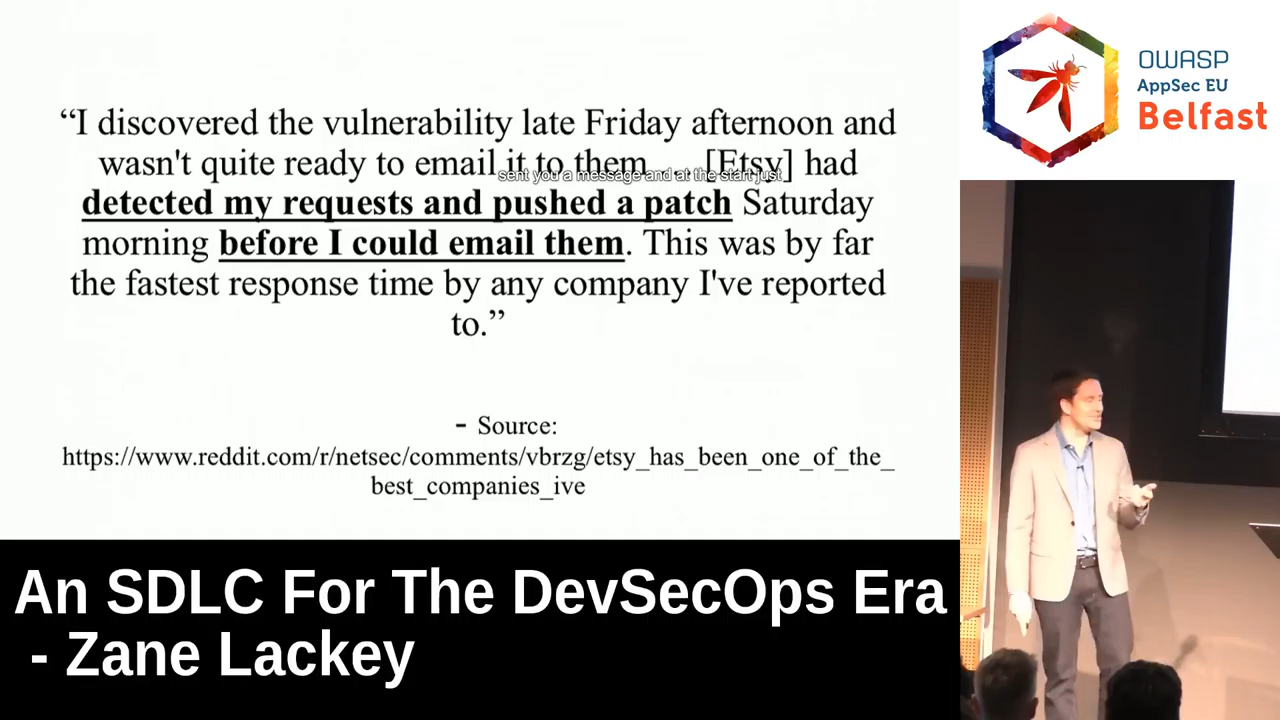 “I discovered the vulnerability late Friday afternoon and
wasn't quite ready to email it to them ... [Etsy] had
sent you a message and at the start just
detected my requests and pushed a patch Saturday
morning before I could email them. This was by far
the fastest response time by any company I've reported
to.”
- Source:
https://www.reddit.com/r/netsec/comments/vbrzg/etsy_has_been_one_of_the_
best_companies_ive
An SDLC For The DevSecOps Era
- Zane Lackey
OWASP
AppSec EU
Belfast